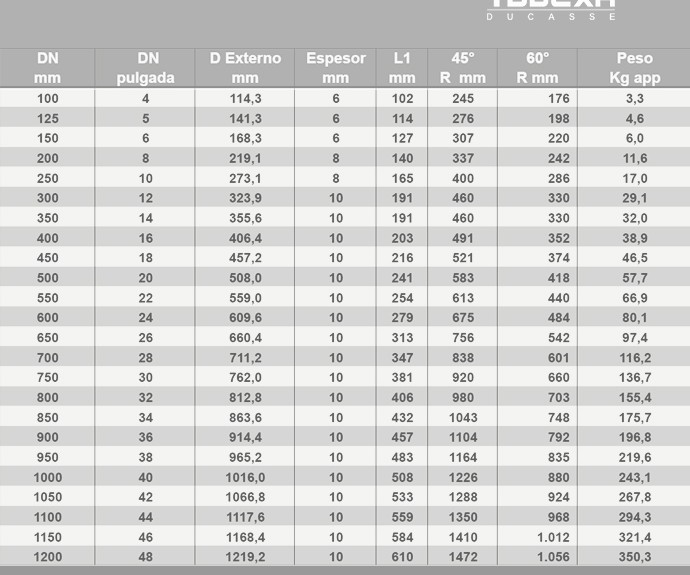 DUCASSE
DN DN D Externo Espesor L1 45° 60° Peso
mm pulgada mm mm mm R mm R mm Kg app
100 4 114,3 6 102 245 176 3,3
125 5 141,3 6 114 276 198 4,6
150 6 168,3 6 127 307 220 6,0
200 8 219,1 8 140 337 242 11,6
250 10 273,1 8 165 400 286 17,0
300 12 323,9 10 191 460 330 29,1
350 14 355,6 10 191 460 330 32,0
400 16 406,4 10 203 491 352 38,9
450 18 457,2 10 216 521 374 46,5
500 20 508,0 10 241 583 418 57,7
550 22 559,0 10 254 613 440 66,9
600 24 609,6 10 279 675 484 80,1
650 26 660,4 10 313 756 542 97,4
700 28 711,2 10 347 838 601 116,2
750 30 762,0 10 381 920 660 136,7
800 32 812,8 10 406 980 703 155,4
850 34 863,6 10 432 1043 748 175,7
900 36 914,4 10 457 1104 792 196,8
950 38 965,2 10 483 1164 835 219,6
1000 40 1016,0 10 508 1226 880 243,1
1050 42 1066,8 10 533 1288 924 267,8
1100 44 1117,6 10 559 1350 968 294,3
1150 46 1168,4 10 584 1410 1.012 321,4
1200 48 1219,2 10 610 1472 1.056 350,3